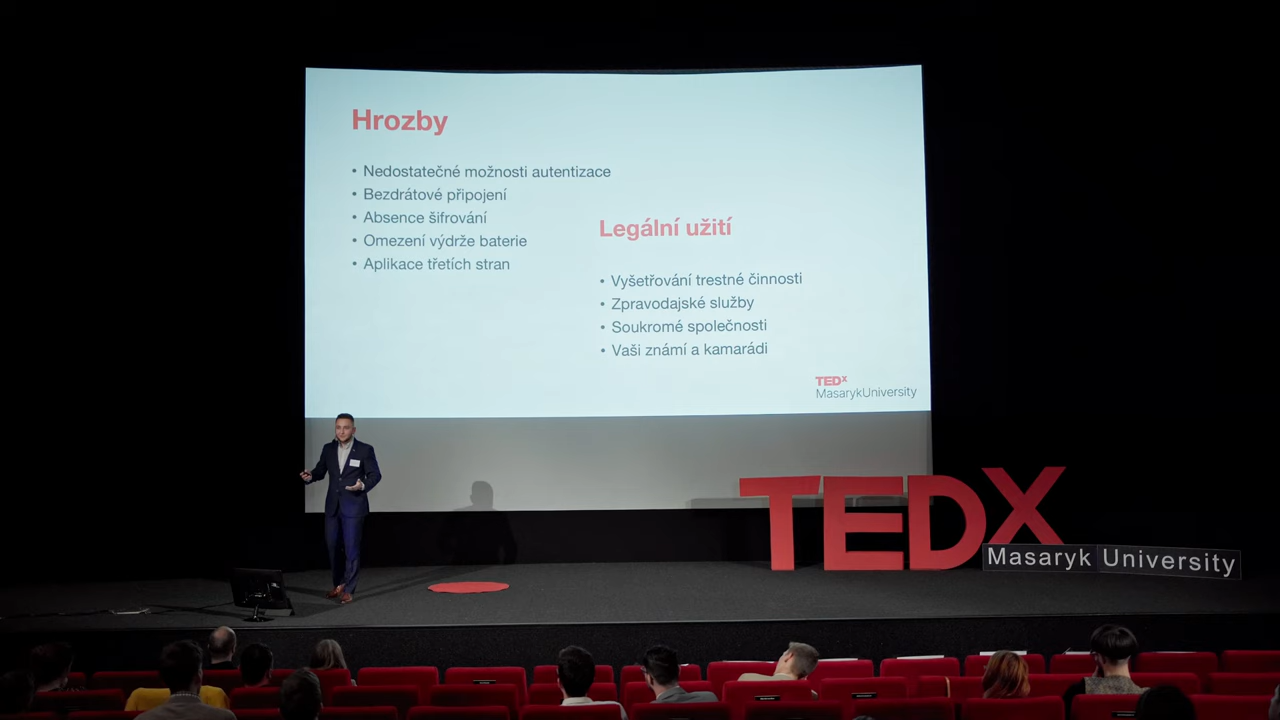 Hrozby
• Nedostatečné možnosti autentizace
• Bezdrátové připojení
• Absence šifrování
• Omezení výdrže baterie
• Aplikace třetích stran
Legální užití
• Vyšetřování trestné činnosti
• Zpravodajské služby
• Soukromé společnosti
• Vaši známí a kamarádi
TEDx
MasarykUniversity
TEDX
Masaryk University